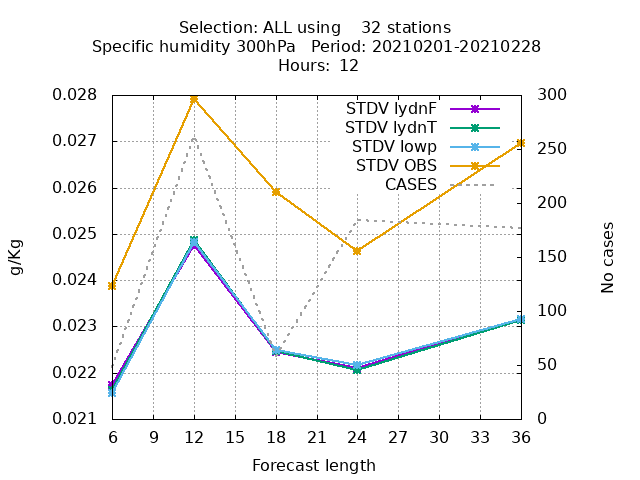 Selection: ALL using    32 stations
Specific humidity 300hPa   Period: 20210201-20210228
Hours:  12
0.028
0.027
0.026
0.025
0.024
0.023
0.022
0.021
g/Kg
STDV IydnF
STDV IydnT
STDV Iowp
STDV OBS
CASES
300
250
200
150
100
50
0
No cases
6 9 12 15 18 21 24 27 30 33 36
Forecast length